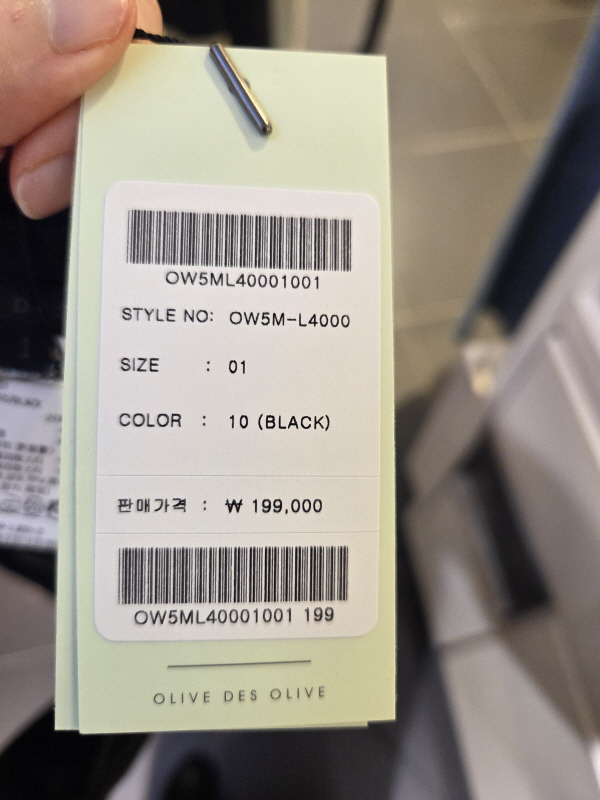 OW5ML40001001
STYLE NO: OW5M-L4000
SIZE : 01
COLOR : 10 (BLACK)
판매가격 : ₩ 199,000
OW5ML40001001 199
OLIVE DES OLIVE